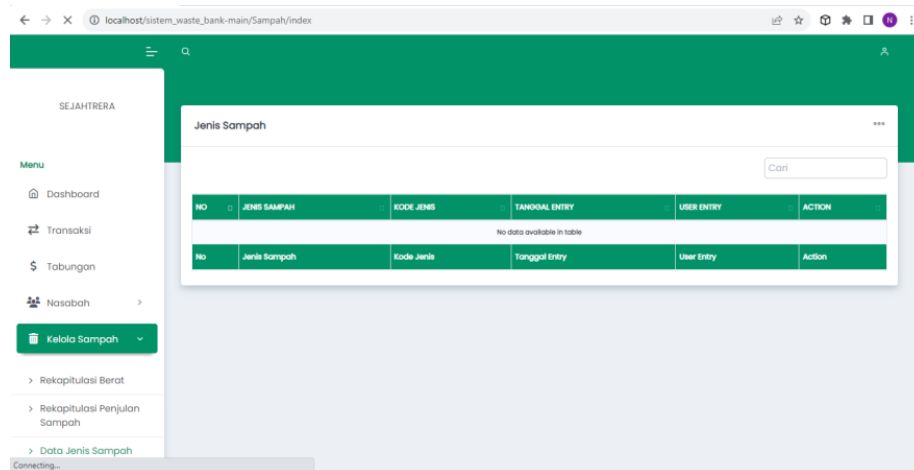 localhost/sistem_waste_bank-main/Sampah/index
N
SEJAHTRERA
Menu
Dashboard
Transaksi
Tabungan
Nasabah
Kelola Sampah
Rekapitulasi Berat
Rekapitulasi Penjulan
Sampah
Data Jenis Sampah
Connecting...
Jenis Sampah
Cari
NO JENIS SAMPAH KODE JENIS TANGGAL ENTRY USER ENTRY ACTION
No data available in table
No Jenis Sampah Kode Jenis Tanggal Entry User Entry Action